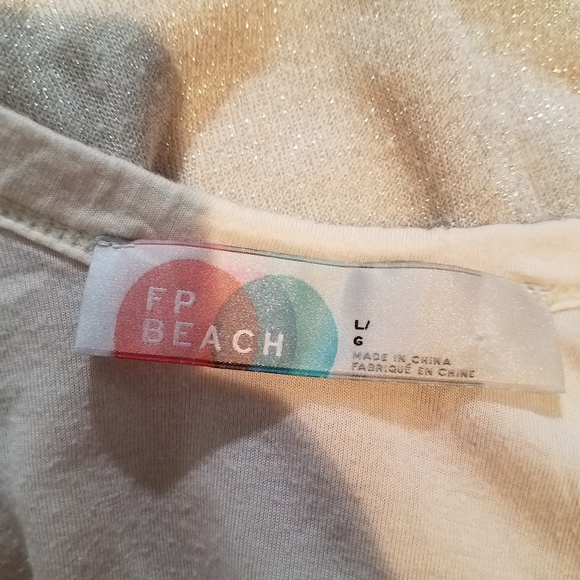 FP
BEACH
L/
G
MADE IN CHINA
FABRIQUÉ EN CHINE